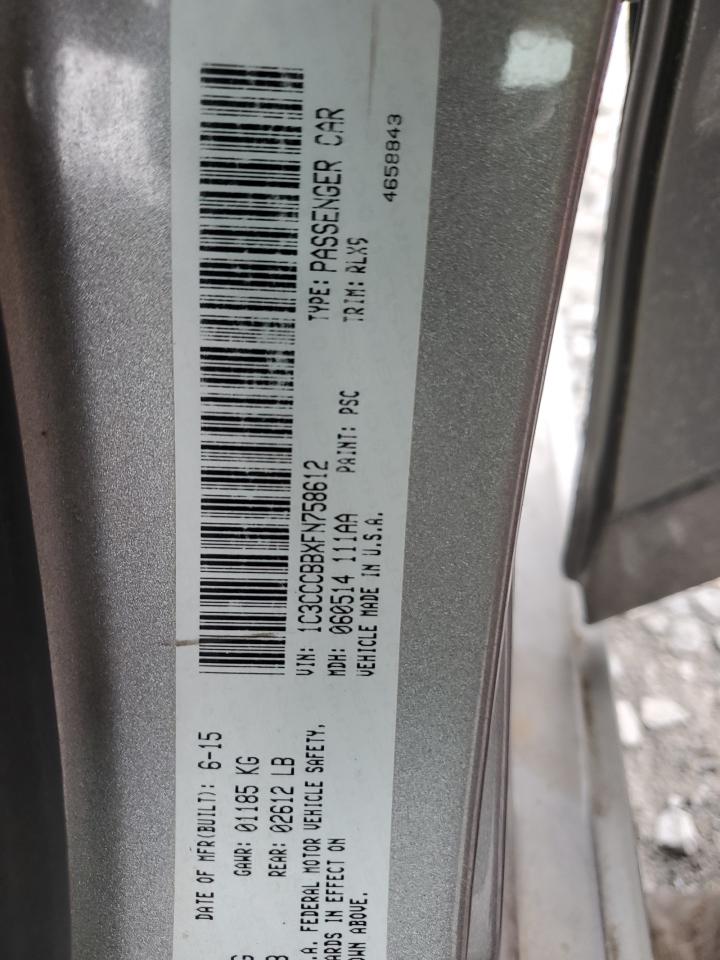 DATE OF MFR(BUILT): 6-15
GAWR: 01185 KG
REAR: 02612 LB
.A. FEDERAL MOTOR VEHICLE SAFETY,
ARDS IN EFFECT ON
OWN ABOVE.
VIN: 1C3CCCBBXFN758612
MDH: 060514 111AA PAINT: PSC
VEHICLE MADE IN U.S.A.
TYPE: PASSENGER CAR
TRIM: RLX5
4658843